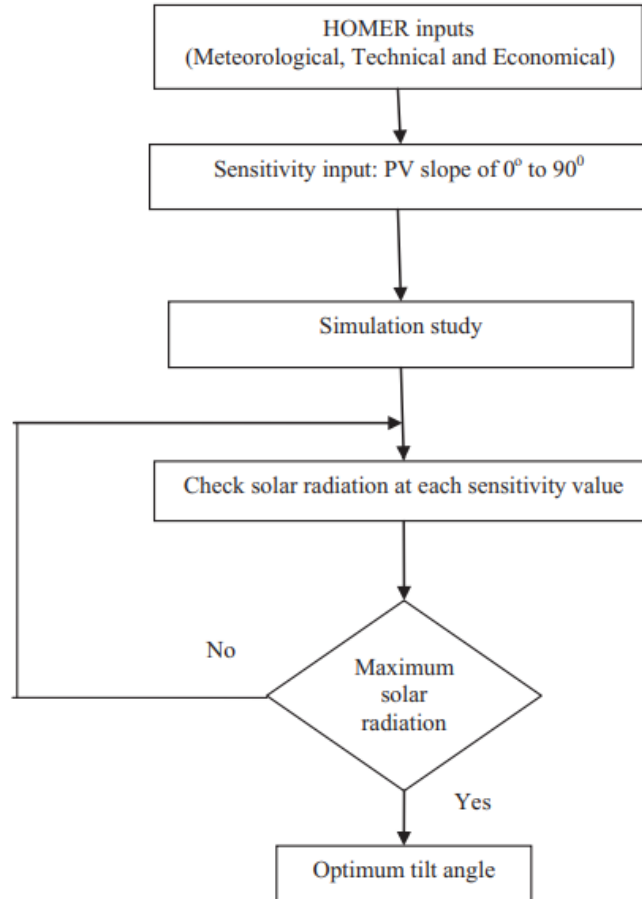 HOMER inputs
(Meteorological, Technical and Economical)
Sensitivity input: PV slope of 0° to 90⁰
Simulation study
Check solar radiation at each sensitivity value
No
Maximum
solar
radiation
Yes
Optimum tilt angle